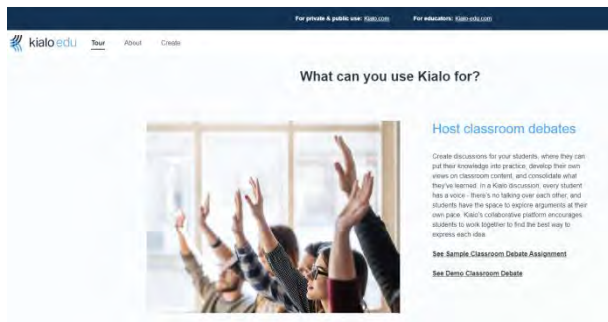 For private & public use: Kialo.com For educators: Kialo-edu.com
kialo edu Tour About Create
What can you use Kialo for?
Host classroom debates
Create discussions for your students, where they can
put their knowledge into practice, develop their own
views on classroom content, and consolidate what
they've learned. In a Kialo discussion, every student
has a voice - there's no talking over each other, and
students have the space to explore arguments at their
own pace. Kialo's collaborative platform encourages
students to work together to find the best way to
express each idea.
See Sample Classroom Debate Assignment
See Demo Classroom Debate